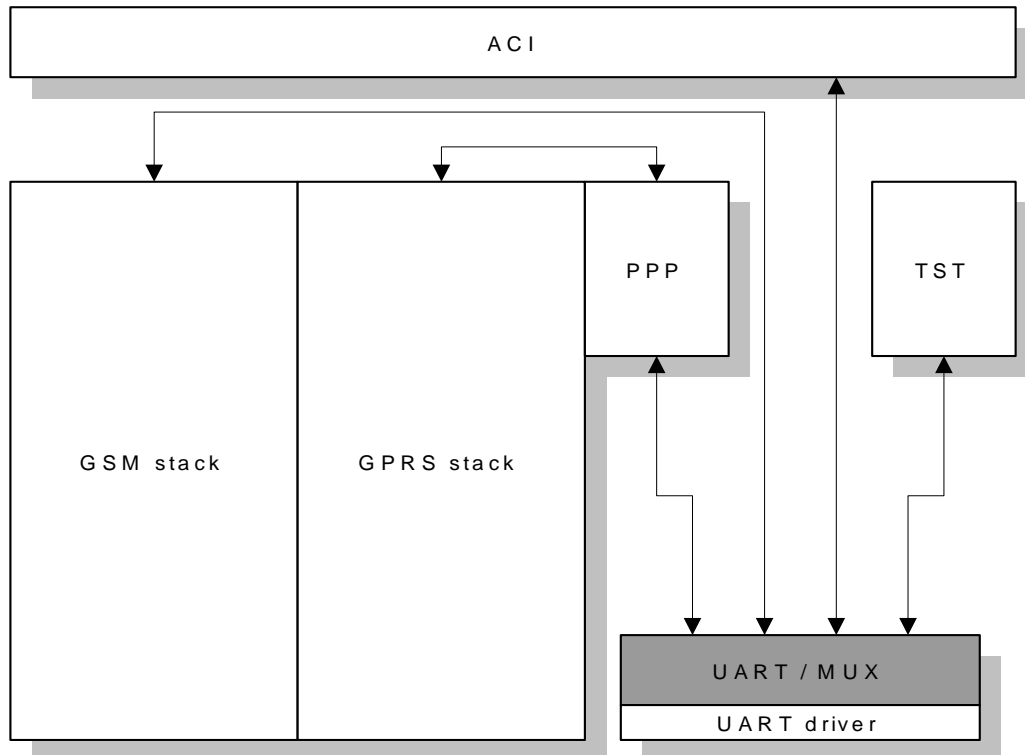 ACI
PPP
TST
GSM stack
GPRS stack
UART / MUX
UART driver